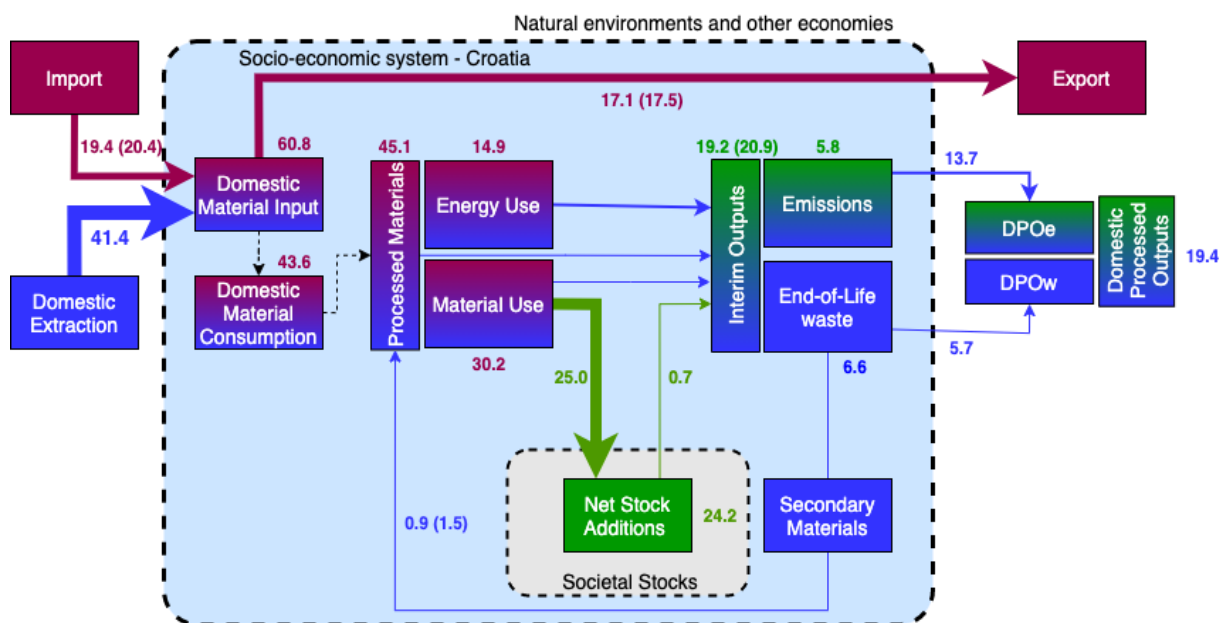 Natural environments and other economies
Socio-economic system - Croatia
Import
Export
17.1 (17.5)
19.4 (20.4)
60.8
45.1
14.9
19.2 (20.9)
5.8
13.7
Domestic
Material Input
Processed Materials
Energy Use
Interim Outputs
Emissions
DPOe
Domestic
Processed
Outputs
19.4
41.4
43.6
Domestic
Extraction
Domestic
Material
Consumption
Material Use
End-of-Life
waste
DPOw
5.7
30.2
25.0
0.7
6.6
Net Stock
Additions
24.2
Secondary
Materials
0.9 (1.5)
Societal Stocks